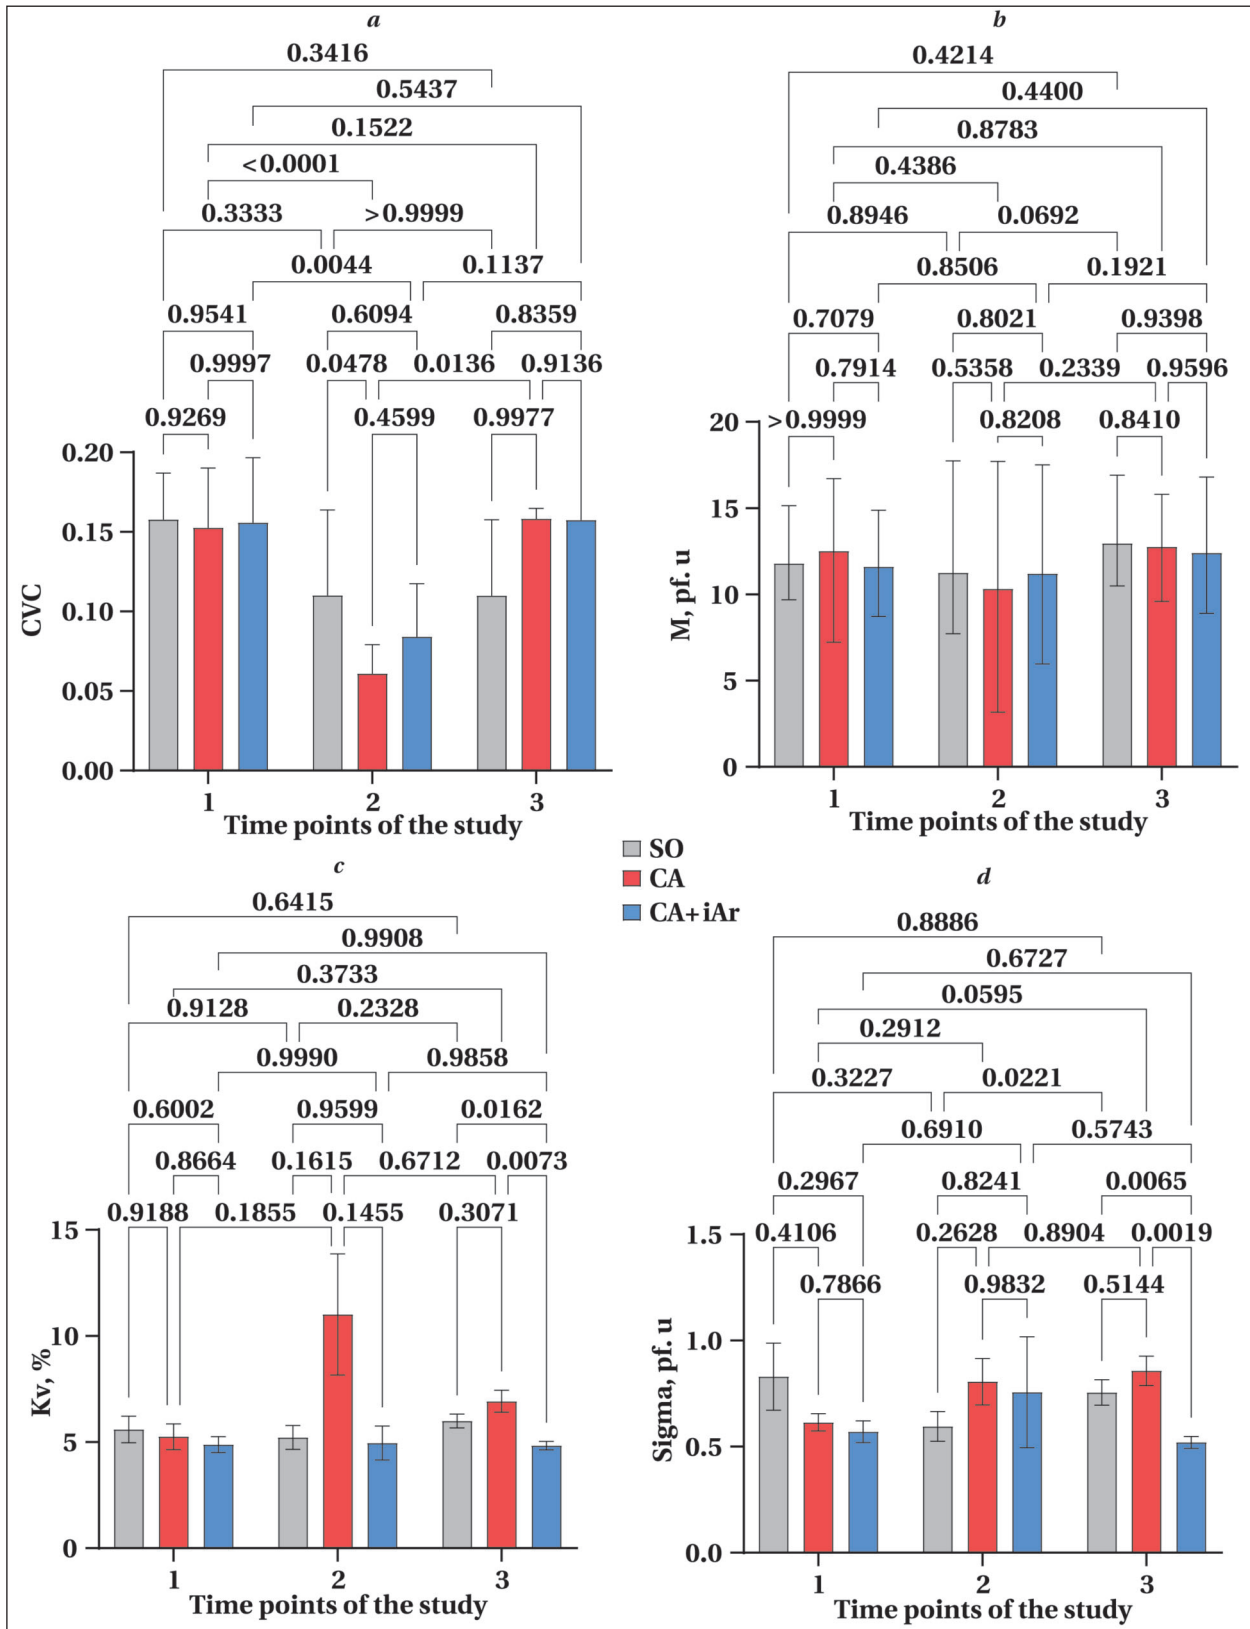 a
0.3416
0.5437
0.1522
<0.0001
0.3333 >0.9999
0.0044 0.1137
0.9541 0.6094 0.8359
0.9997 0.0478 0.0136 0.9136
0.9269 0.4599 0.9977
0.20
0.15
0.10
0.05
0.00
CVC
1 2 3
Time points of the study
b
0.4214
0.4400
0.8783
0.4386
0.8946 0.0692
0.8506 0.1921
0.7079 0.8021 0.9398
0.7914 0.5358 0.2339 0.9596
>0.9999 0.8208 0.8410
20
15
10
5
0
M, pf. u
1 2 3
Time points of the study
SO
CA
CA+iAr
c
0.6415
0.9908
0.3733
0.9128 0.2328
0.9990 0.9858
0.6002 0.9599 0.0162
0.8664 0.1615 0.6712 0.0073
0.9188 0.1855 0.1455 0.3071
15
10
5
0
Kv, %
1 2 3
Time points of the study
d
0.8886
0.6727
0.0595
0.2912
0.3227 0.0221
0.6910 0.5743
0.2967 0.8241 0.0065
0.4106 0.2628 0.8904 0.0019
0.7866 0.9832 0.5144
1.5
1.0
0.5
0.0
Sigma, pf. u
1 2 3
Time points of the study